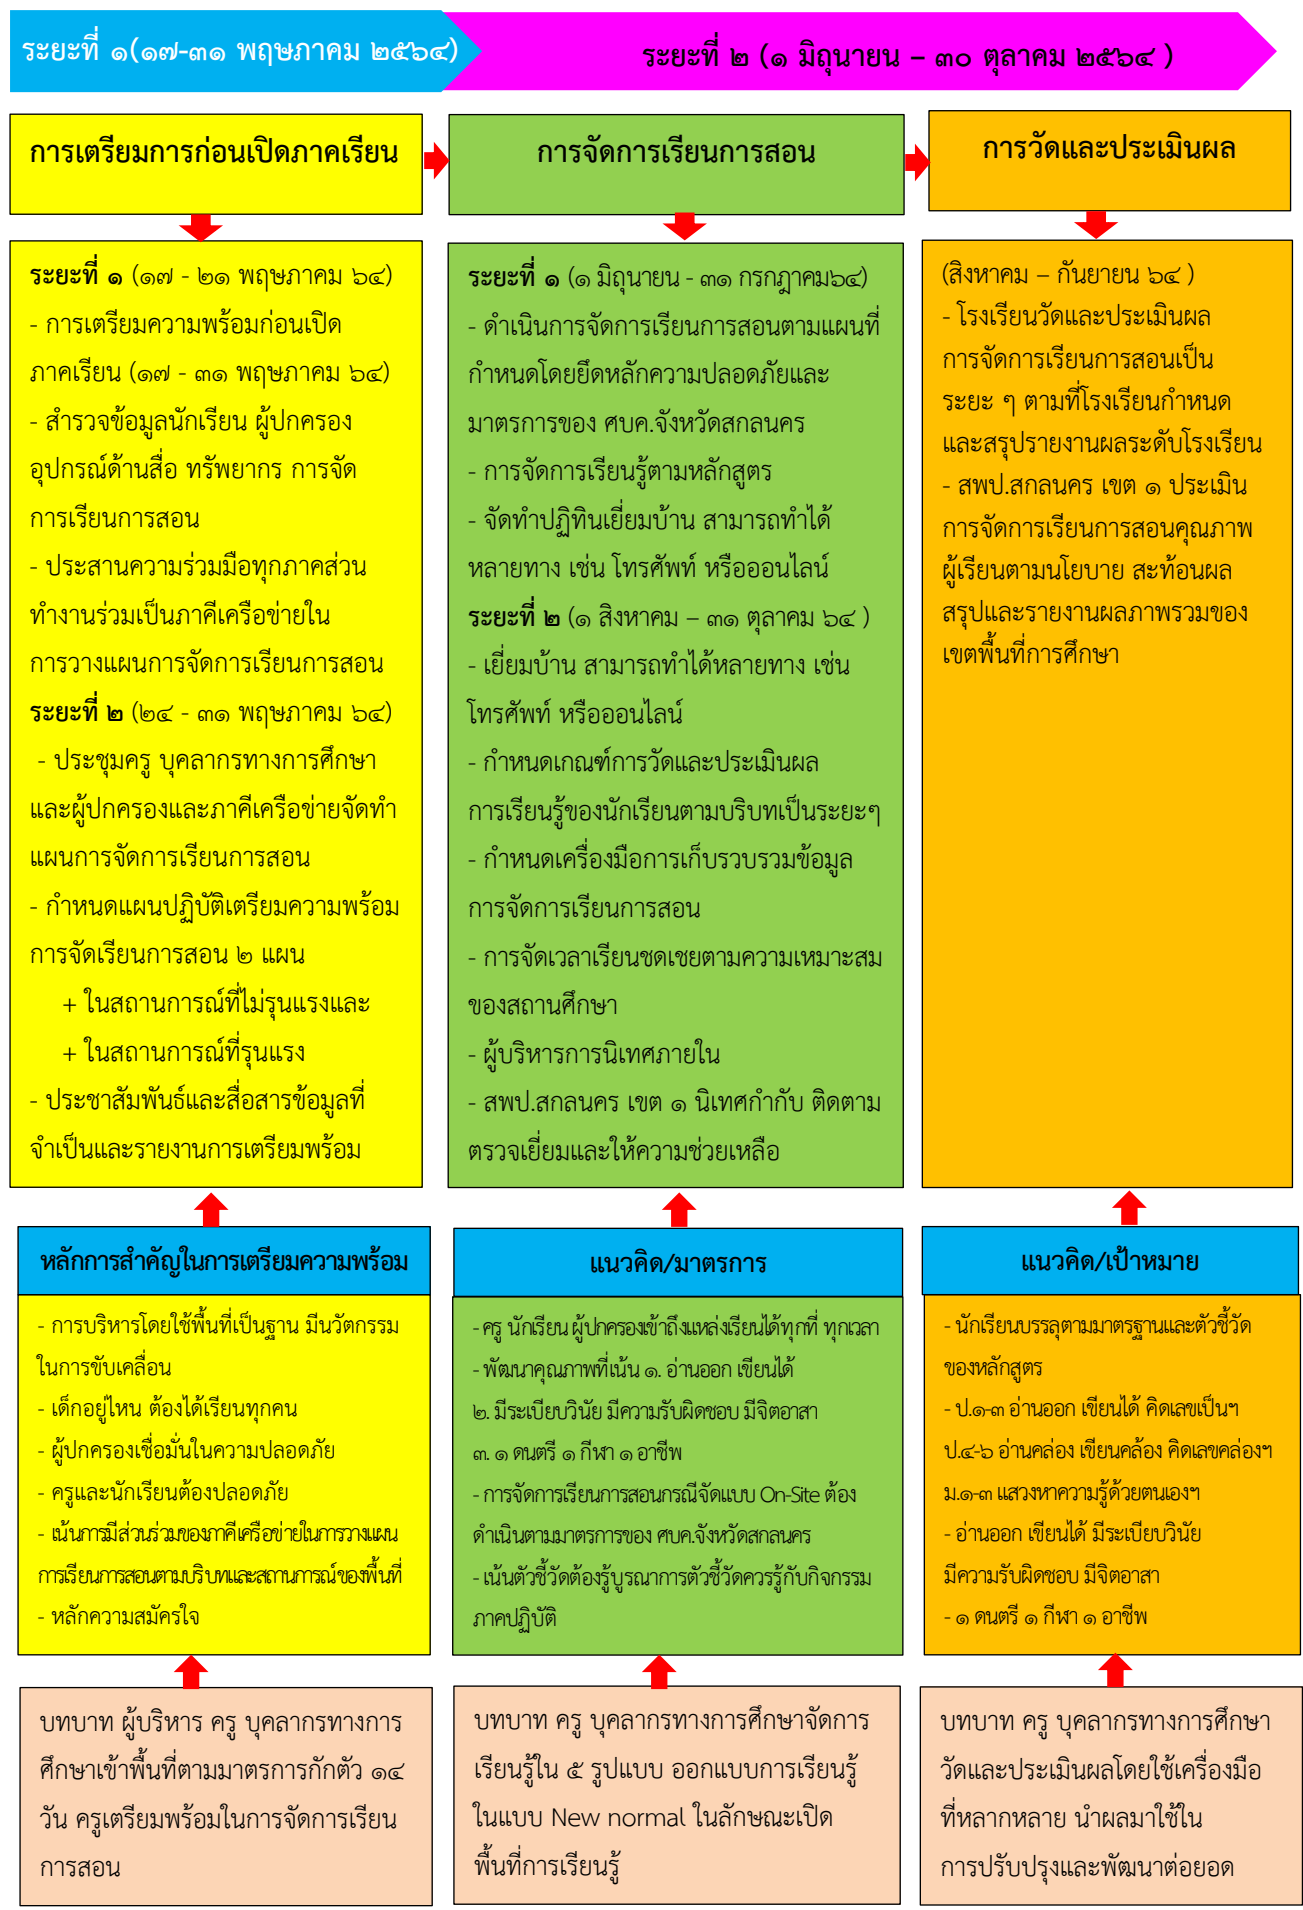 ระยะที่ ๑(๑๗-๓๑ พฤษภาคม ๒๕๖๔)
ระยะที่ ๒ (๑ มิถุนายน – ๓๐ ตุลาคม ๒๕๖๔ )
การเตรียมการก่อนเปิดภาคเรียน
การจัดการเรียนการสอน
การวัดและประเมินผล
ระยะที่ ๑ (๑๗ - ๒๑ พฤษภาคม ๖๔)
- การเตรียมความพร้อมก่อนเปิด
ภาคเรียน (๑๗ - ๓๑ พฤษภาคม ๖๔)
- สำรวจข้อมูลนักเรียน ผู้ปกครอง
อุปกรณ์ด้านสื่อ ทรัพยากร การจัด
การเรียนการสอน
- ประสานความร่วมมือทุกภาคส่วน
ทำงานร่วมเป็นภาคีเครือข่ายใน
การวางแผนการจัดการเรียนการสอน
ระยะที่ ๒ (๒๔ - ๓๑ พฤษภาคม ๖๔)
- ประชุมครู บุคลากรทางการศึกษา
และผู้ปกครองและภาคีเครือข่ายจัดทำ
แผนการจัดการเรียนการสอน
- กำหนดแผนปฏิบัติเตรียมความพร้อม
การจัดเรียนการสอน ๒ แผน
+ ในสถานการณ์ที่ไม่รุนแรงและ
+ ในสถานการณ์ที่รุนแรง
- ประชาสัมพันธ์และสื่อสารข้อมูลที่
จำเป็นและรายงานการเตรียมพร้อม
ระยะที่ ๑ (๑ มิถุนายน - ๓๑ กรกฎาคม๖๔)
- ดำเนินการจัดการเรียนการสอนตามแผนที่
กำหนดโดยยึดหลักความปลอดภัยและ
มาตรการของ ศบค.จังหวัดสกลนคร
- การจัดการเรียนรู้ตามหลักสูตร
- จัดทำปฏิทินเยี่ยมบ้าน สามารถทำได้
หลายทาง เช่น โทรศัพท์ หรือออนไลน์
ระยะที่ ๒ (๑ สิงหาคม – ๓๑ ตุลาคม ๖๔ )
- เยี่ยมบ้าน สามารถทำได้หลายทาง เช่น
โทรศัพท์ หรือออนไลน์
- กำหนดเกณฑ์การวัดและประเมินผล
การเรียนรู้ของนักเรียนตามบริบทเป็นระยะๆ
- กำหนดเครื่องมือการเก็บรวบรวมข้อมูล
การจัดการเรียนการสอน
- การจัดเวลาเรียนชดเชยตามความเหมาะสม
ของสถานศึกษา
- ผู้บริหารการนิเทศภายใน
- สพป.สกลนคร เขต ๑ นิเทศกำกับ ติดตาม
ตรวจเยี่ยมและให้ความช่วยเหลือ
(สิงหาคม – กันยายน ๖๔ )
- โรงเรียนวัดและประเมินผล
การจัดการเรียนการสอนเป็น
ระยะ ๆ ตามที่โรงเรียนกำหนด
และสรุปรายงานผลระดับโรงเรียน
- สพป.สกลนคร เขต ๑ ประเมิน
การจัดการเรียนการสอนคุณภาพ
ผู้เรียนตามนโยบาย สะท้อนผล
สรุปและรายงานผลภาพรวมของ
เขตพื้นที่การศึกษา
หลักการสำคัญในการเตรียมความพร้อม
- การบริหารโดยใช้พื้นที่เป็นฐาน มีนวัตกรรม
ในการขับเคลื่อน
- เด็กอยู่ไหน ต้องได้เรียนทุกคน
- ผู้ปกครองเชื่อมั่นในความปลอดภัย
- ครูและนักเรียนต้องปลอดภัย
- เน้นการมีส่วนร่วมของภาคีเครือข่ายในการวางแผน
การเรียนการสอนตามบริบทและสถานการณ์ของพื้นที่
- หลักความสมัครใจ
แนวคิด/มาตรการ
- ครู นักเรียน ผู้ปกครองเข้าถึงแหล่งเรียนได้ทุกที่ ทุกเวลา
- พัฒนาคุณภาพที่เน้น ๑. อ่านออก เขียนได้
๒. มีระเบียบวินัย มีความรับผิดชอบ มีจิตอาสา
๓. ๑ ดนตรี ๑ กีฬา ๑ อาชีพ
- การจัดการเรียนการสอนกรณีจัดแบบ On-Site ต้อง
ดำเนินตามมาตรการของ ศบค.จังหวัดสกลนคร
- เน้นตัวชี้วัดต้องรู้บูรณาการตัวชี้วัดควรรู้กับกิจกรรม
ภาคปฏิบัติ
แนวคิด/เป้าหมาย
- นักเรียนบรรลุตามมาตรฐานและตัวชี้วัด
ของหลักสูตร
- ป.๑-๓ อ่านออก เขียนได้ คิดเลขเป็นฯ
ป.๔-๖ อ่านคล่อง เขียนคล้อง คิดเลขคล่องฯ
ม.๑-๓ แสวงหาความรู้ด้วยตนเองฯ
- อ่านออก เขียนได้ มีระเบียบวินัย
มีความรับผิดชอบ มีจิตอาสา
- ๑ ดนตรี ๑ กีฬา ๑ อาชีพ
บทบาท ผู้บริหาร ครู บุคลากรทางการ
ศึกษาเข้าพื้นที่ตามมาตรการกักตัว ๑๔
วัน ครูเตรียมพร้อมในการจัดการเรียน
การสอน
บทบาท ครู บุคลากรทางการศึกษาจัดการ
เรียนรู้ใน ๕ รูปแบบ ออกแบบการเรียนรู้
ในแบบ New normal ในลักษณะเปิด
พื้นที่การเรียนรู้
บทบาท ครู บุคลากรทางการศึกษา
วัดและประเมินผลโดยใช้เครื่องมือ
ที่หลากหลาย นำผลมาใช้ใน
การปรับปรุงและพัฒนาต่อยอด